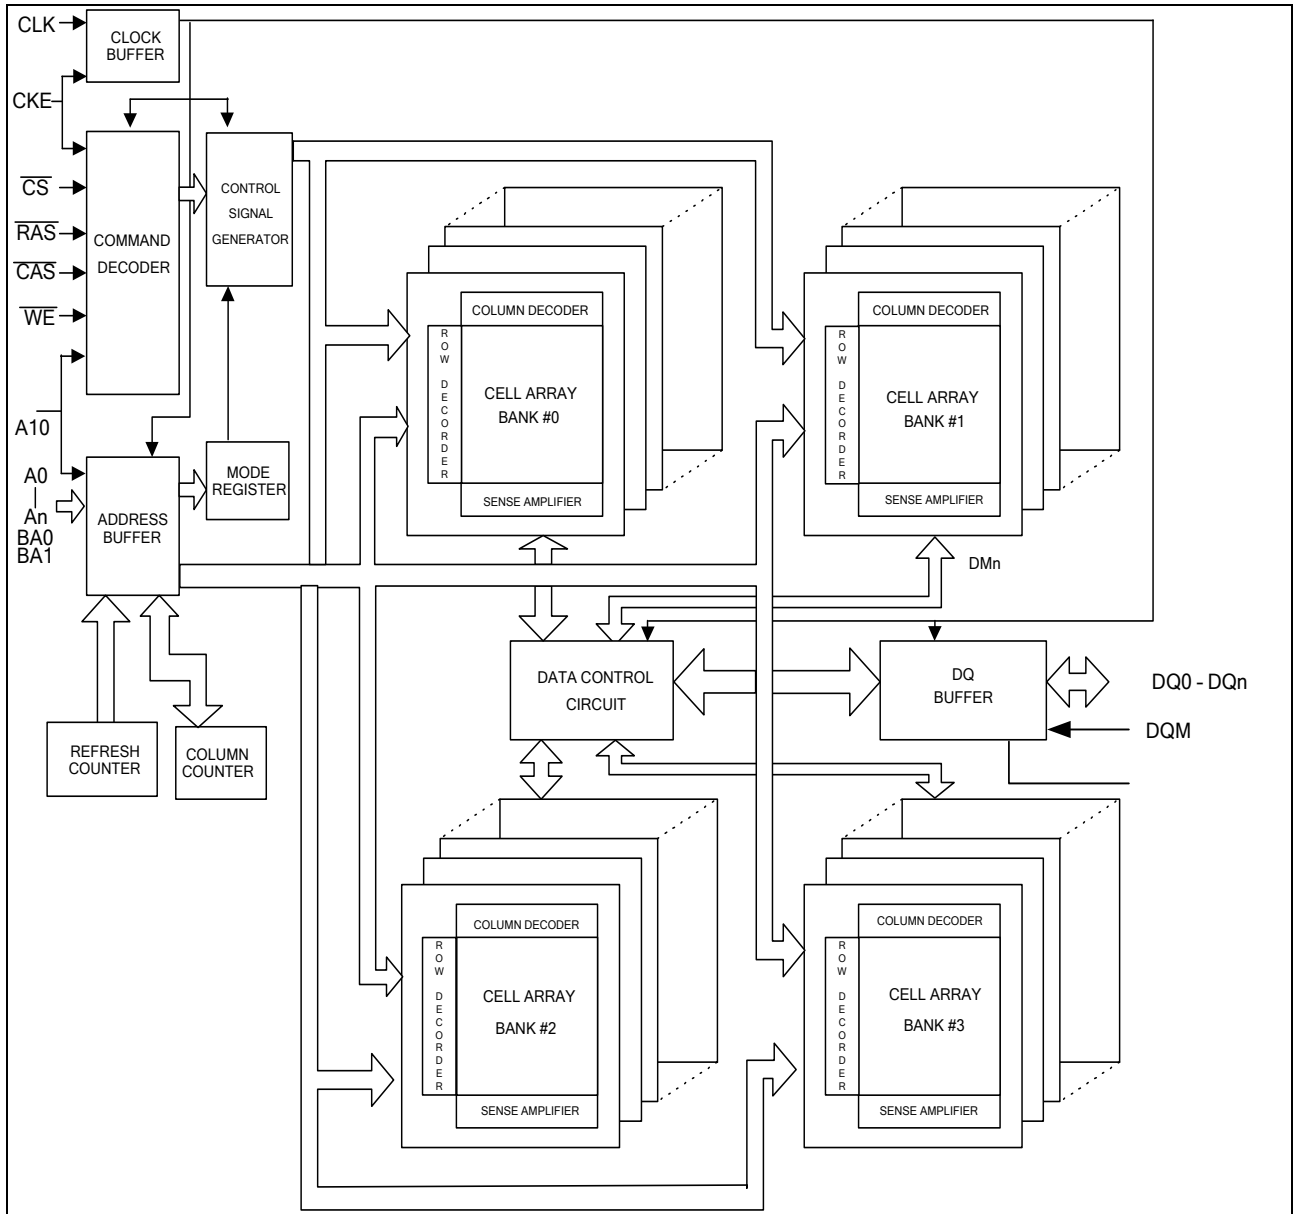 CLK
CLOCK
BUFFER
CKE
CS
RAS
CAS
WE
COMMAND
DECODER
CONTROL
SIGNAL
GENERATOR
A10
A0
An
BA0
BA1
ADDRESS
BUFFER
MODE
REGISTER
REFRESH
COUNTER
COLUMN
COUNTER
COLUMN DECODER
ROW DECORDER
CELL ARRAY
BANK #0
SENSE AMPLIFIER
COLUMN DECODER
ROW DECORDER
CELL ARRAY
BANK #1
SENSE AMPLIFIER
DMn
DATA CONTROL
CIRCUIT
DQ
BUFFER
DQ0 - DQn
DQM
COLUMN DECODER
ROW DECORDER
CELL ARRAY
BANK #2
SENSE AMPLIFIER
COLUMN DECODER
ROW DECORDER
CELL ARRAY
BANK #3
SENSE AMPLIFIER